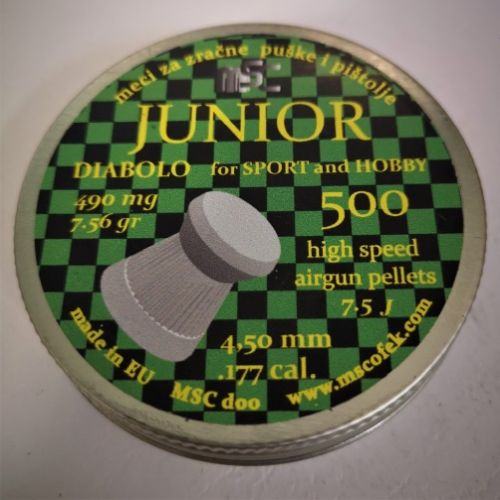 meci za zračne puške i pištolje
msc
JUNIOR
DIABOLO for SPORT and HOBBY
490 mg
7.56 gr
500
high speed
airgun pellets
7.5 J
4,50 mm
.177 cal.
made in EU
MSC doo
www.mscofek.com